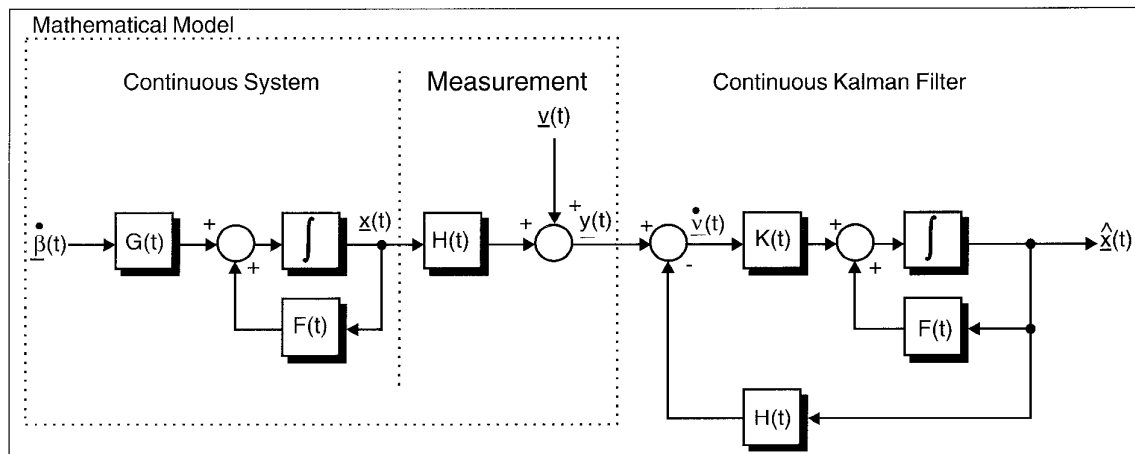 Mathematical Model
Continuous System
Measurement
Continuous Kalman Filter
v(t)
β̇(t)
G(t)
+
+
∫
x(t)
F(t)
H(t)
+
+
y(t)
+
-
ν̇(t)
K(t)
+
+
∫
F(t)
x̂(t)
H(t)